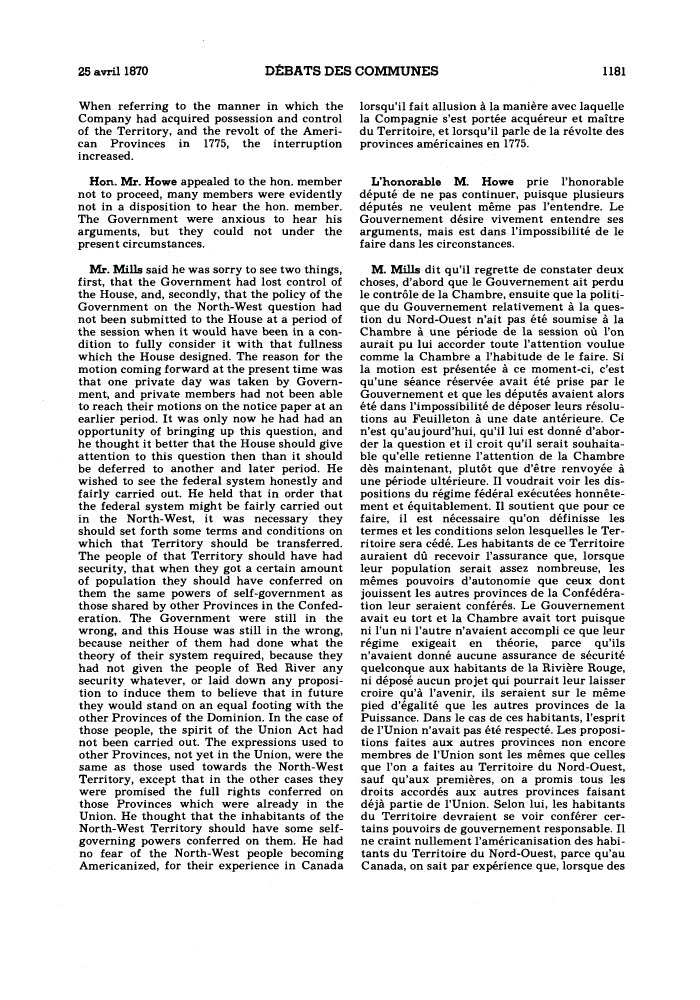 25 avril 1870 DÉBATS DES COMMUNES 1181
When referring to the manner in which the
Company had acquired possession and control
of the Territory, and the revolt of the Ameri-
can Provinces in 1775, the interruption
increased.
Hon. Mr. Howe appealed to the hon. member
not to proceed, many members were evidently
not in a disposition to hear the hon. member.
The Government were anxious to hear his
arguments, but they could not under the
present circumstances.
Mr. Mills said he was sorry to see two things,
first, that the Government had lost control of
the House, and, secondly, that the policy of the
Government on the North-West question had
not been submitted to the House at a period of
the session when it would have been in a con-
dition to fully consider it with that fullness
which the House designed. The reason for the
motion coming forward at the present time was
that one private day was taken by Govern-
ment, and private members had not been able
to reach their motions on the notice paper at an
earlier period. It was only now he had had an
opportunity of bringing up this question, and
he thought it better that the House should give
attention to this question then than it should
be deferred to another and later period. He
wished to see the federal system honestly and
fairly carried out. He held that in order that
the federal system might be fairly carried out
in the North-West, it was necessary they
should set forth some terms and conditions on
which that Territory should be transferred.
The people of that Territory should have had
security, that when they got a certain amount
of population they should have conferred on
them the same powers of self-government as
those shared by other Provinces in the Confed-
eration. The Government were still in the
wrong, and this House was still in the wrong,
because neither of them had done what the
theory of their system required, because they
had not given the people of Red River any
security whatever, or laid down any proposi-
tion to induce them to believe that in future
they would stand on an equal footing with the
other Provinces of the Dominion. In the case of
those people, the spirit of the Union Act had
not been carried out. The expressions used to
other Provinces, not yet in the Union, were the
same as those used towards the North-West
Territory, except that in the other cases they
were promised the full rights conferred on
those Provinces which were already in the
Union. He thought that the inhabitants of the
North-West Territory should have some self-
governing powers conferred on them. He had
no fear of the North-West people becoming
Americanized, for their experience in Canada
lorsqu'il fait allusion à la manière avec laquelle
la Compagnie s'est portée acquéreur et maître
du Territoire, et lorsqu'il parle de la révolte des
provinces américaines en 1775.
L'honorable M. Howe prie l'honorable
député de ne pas continuer, puisque plusieurs
députés ne veulent même pas l'entendre. Le
Gouvernement désire vivement entendre ses
arguments, mais est dans l'impossibilité de le
faire dans les circonstances.
M. Mills dit qu'il regrette de constater deux
choses, d'abord que le Gouvernement ait perdu
le contrôle de la Chambre, ensuite que la politi-
que du Gouvernement relativement à la ques-
tion du Nord-Ouest n'ait pas été soumise à la
Chambre à une période de la session où l'on
aurait pu lui accorder toute l'attention voulue
comme la Chambre a l'habitude de le faire. Si
la motion est présentée à ce moment-ci, c'est
qu'une séance réservée avait été prise par le
Gouvernement et que les députés avaient alors
été dans l'impossibilité de déposer leurs résolu-
tions au Feuilleton à une date antérieure. Ce
n'est qu'aujourd'hui, qu'il lui est donné d'abor-
der la question et il croit qu'il serait souhaita-
ble qu'elle retienne l'attention de la Chambre
dès maintenant, plutôt que d'être renvoyée à
une période ultérieure. Il voudrait voir les dis-
positions du régime fédéral exécutées honnête-
ment et équitablement. Il soutient que pour ce
faire, il est nécessaire qu'on définisse les
termes et les conditions selon lesquelles le Ter-
ritoire sera cédé. Les habitants de ce Territoire
auraient dû recevoir l'assurance que, lorsque
leur population serait assez nombreuse, les
mêmes pouvoirs d'autonomie que ceux dont
jouissent les autres provinces de la Confédéra-
tion leur seraient conférés. Le Gouvernement
avait eu tort et la Chambre avait tort puisque
ni l'un ni l'autre n'avaient accompli ce que leur
régime exigeait en théorie, parce qu'ils
n'avaient donné aucune assurance de sécurité
quelconque aux habitants de la Rivière Rouge,
ni déposé aucun projet qui pourrait leur laisser
croire qu'à l'avenir, ils seraient sur le même
pied d'égalité que les autres provinces de la
Puissance. Dans le cas de ces habitants, l'esprit
de l'Union n'avait pas été respecté. Les proposi-
tions faites aux autres provinces non encore
membres de l'Union sont les mêmes que celles
que l'on a faites au Territoire du Nord-Ouest,
sauf qu'aux premières, on a promis tous les
droits accordés aux autres provinces faisant
déjà partie de l'Union. Selon lui, les habitants
du Territoire devraient se voir conférer cer-
tains pouvoirs de gouvernement responsable. Il
ne craint nullement l'américanisation des habi-
tants du Territoire du Nord-Ouest, parce qu'au
Canada, on sait par expérience que, lorsque des